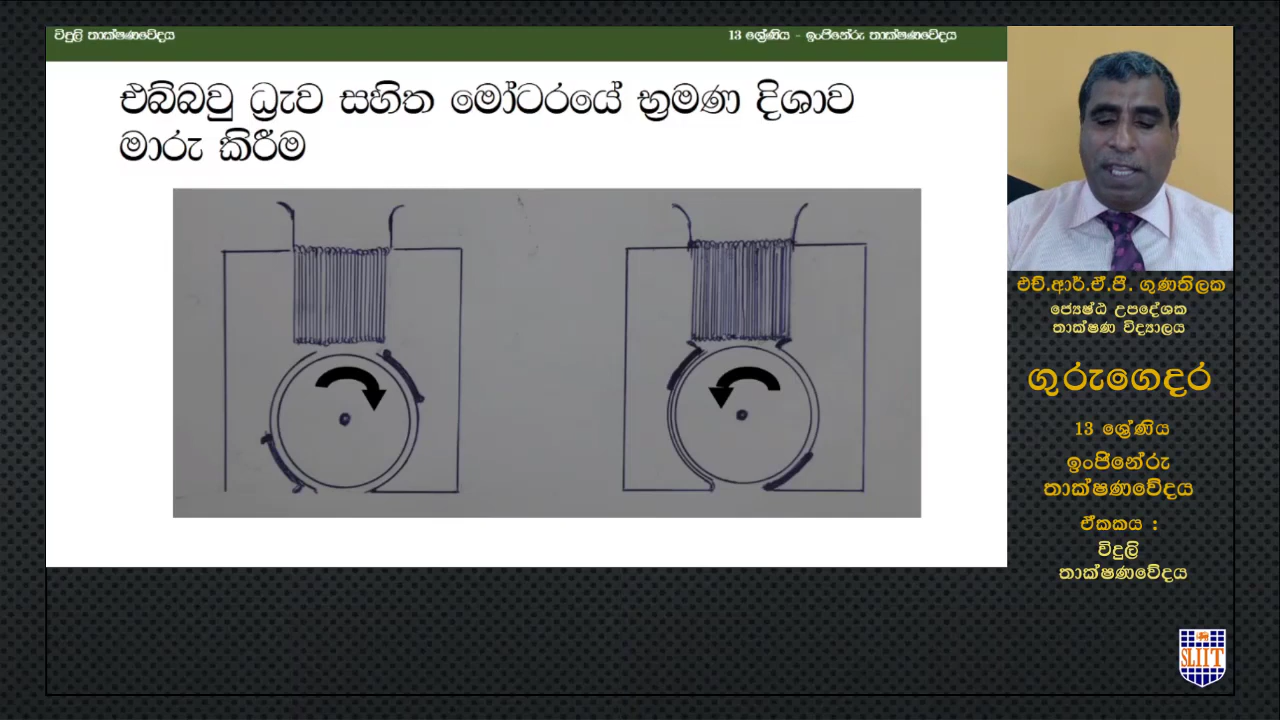 විදුලි තාක්ෂණවේදය
13 ශ්‍රේණිය - ඉංජිනේරු තාක්ෂණවේදය
එබ්බවූ ධ්‍රැව සහිත මෝටරයේ භ්‍රමණ දිශාව
මාරු කිරීම
එච්.ආර්.ඒ.පී. ගුණතිලක
ජ්‍යෙෂ්ඨ උපදේශක
තාක්ෂණ විද්‍යාලය
ගුරුගෙදර
13 ශ්‍රේණිය
ඉංජිනේරු
තාක්ෂණවේදය
ඒකකය :
විදුලි
තාක්ෂණවේදය
SLIIT